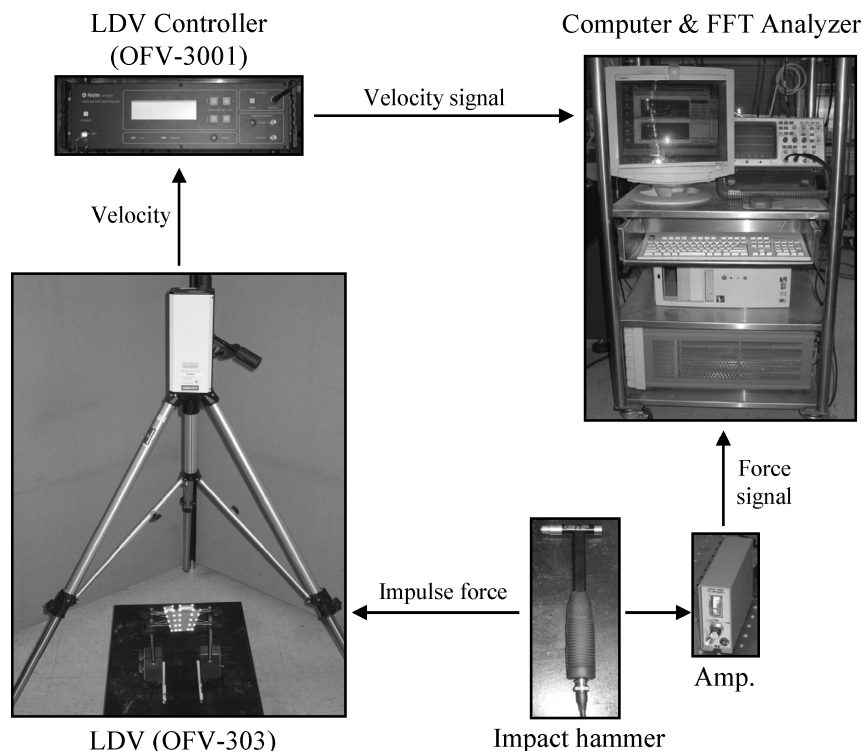 LDV Controller
(OFV-3001)
Computer & FFT Analyzer
Velocity signal
Velocity
Force
signal
Impulse force
Amp.
LDV (OFV-303)
Impact hammer